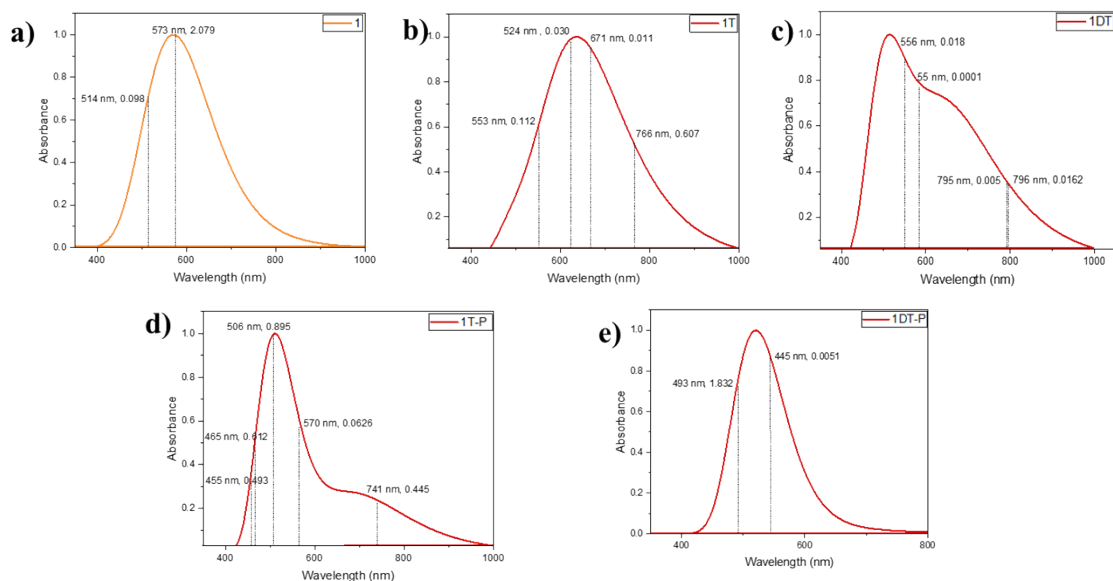 a)
1
573 nm, 2.079
514 nm, 0.098
Absorbance
1.0
0.8
0.6
0.4
0.2
0.0
400 600 800 1000
Wavelength (nm)
b)
1T
524 nm , 0.030
671 nm, 0.011
553 nm, 0.112
766 nm, 0.607
Absorbance
1.0
0.8
0.6
0.4
0.2
400 600 800 1000
Wavelength (nm)
c)
1DT
556 nm, 0.018
55 nm, 0.0001
795 nm, 0.005
796 nm, 0.0162
Absorbance
1.0
0.8
0.6
0.4
0.2
400 600 800 1000
Wavelength (nm)
d)
1T-P
506 nm, 0.895
570 nm, 0.0626
465 nm, 0.612
455 nm, 0.493
741 nm, 0.445
Absorbance
1.0
0.8
0.6
0.4
0.2
400 600 800 1000
Wavelength (nm)
e)
1DT-P
445 nm, 0.0051
493 nm, 1.832
Absorbance
1.0
0.8
0.6
0.4
0.2
0.0
400 600 800
Wavelength (nm)